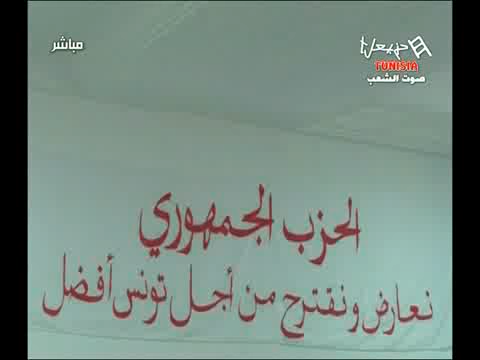 مباشر
TUNISIA
صوت الشعب
الحزب الجمهوري
نعارض ونقترح من أجل تونس أفضل